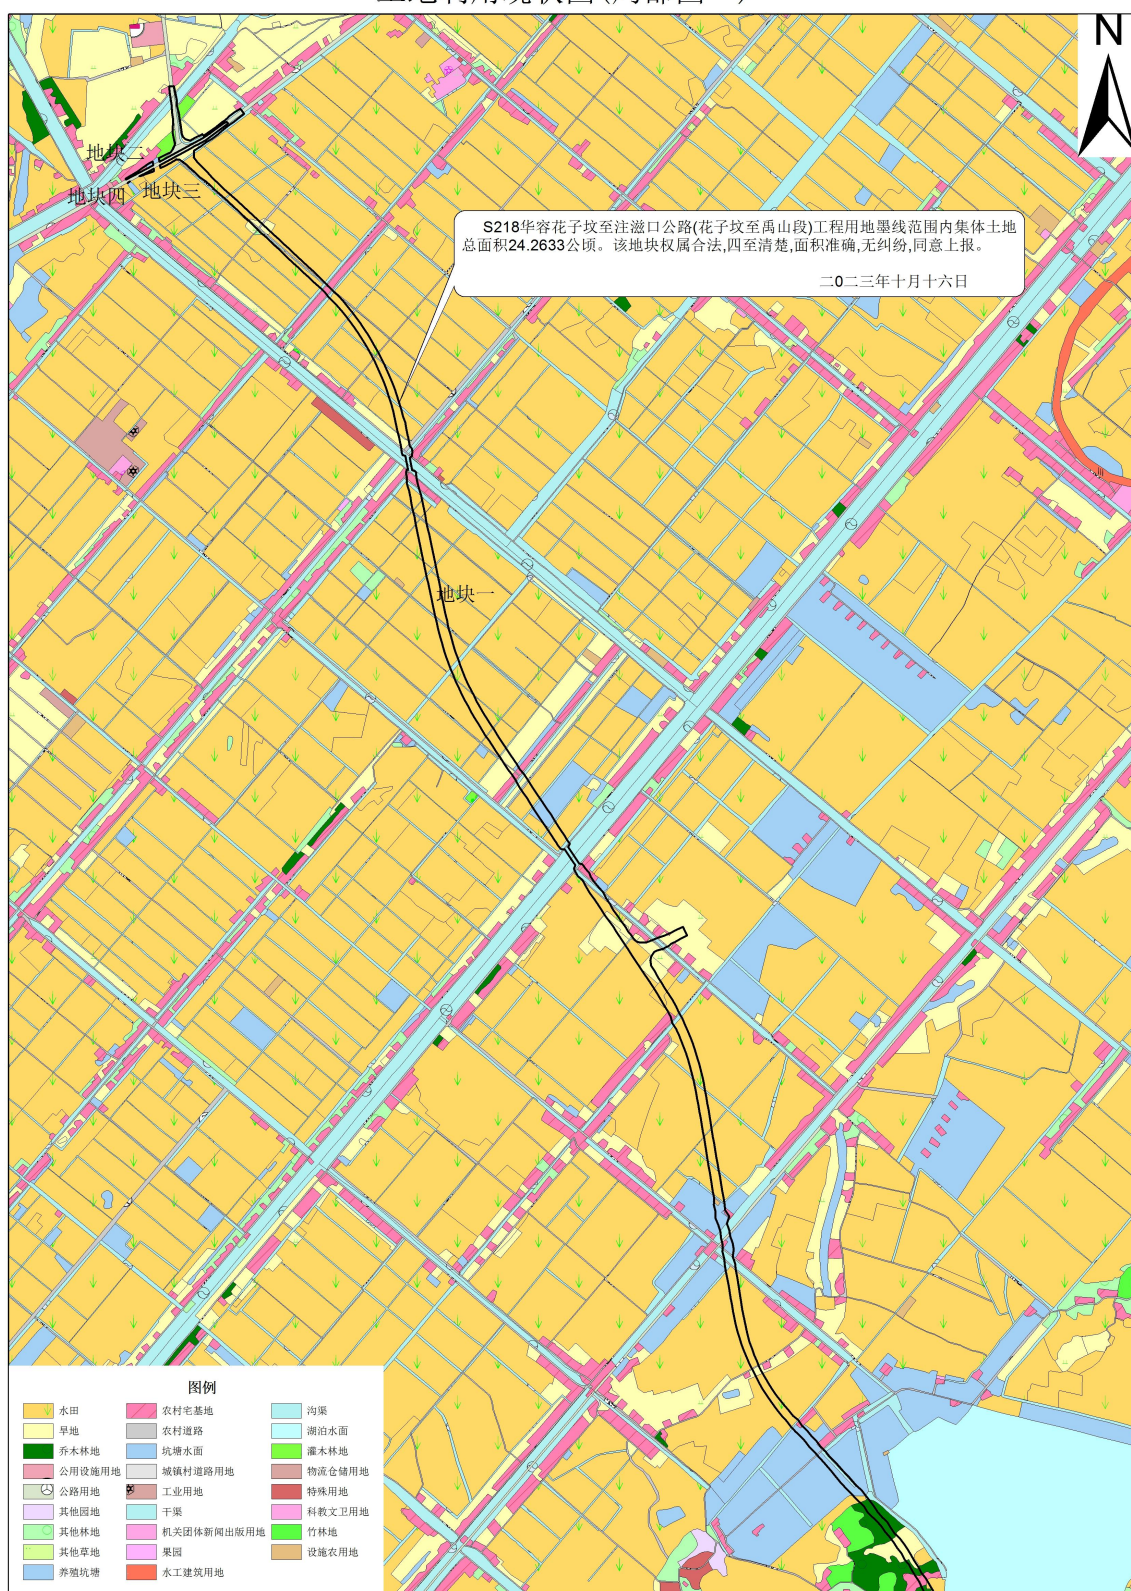 N
地块二
地块四
地块三
S218华容花子坟至注滋口公路(花子坟至禹山段)工程用地墨线范围内集体土地
总面积24.2633公顷。该地块权属合法,四至清楚,面积准确,无纠纷,同意上报。
二0二三年十月十六日
地块一
图例
水田
农村宅基地
沟渠
旱地
农村道路
湖泊水面
乔木林地
坑塘水面
灌木林地
公用设施用地
城镇村道路用地
物流仓储用地
公路用地
工业用地
特殊用地
其他园地
干渠
科教文卫用地
其他林地
机关团体新闻出版用地
竹林地
其他草地
果园
设施农用地
养殖坑塘
水工建筑用地